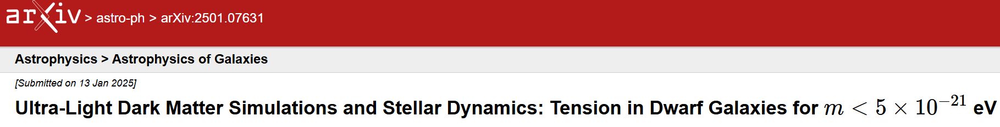 arXiv > astro-ph > arXiv:2501.07631
Astrophysics > Astrophysics of Galaxies
[Submitted on 13 Jan 2025]
Ultra-Light Dark Matter Simulations and Stellar Dynamics: Tension in Dwarf Galaxies for m < 5 × 10⁻²¹ eV